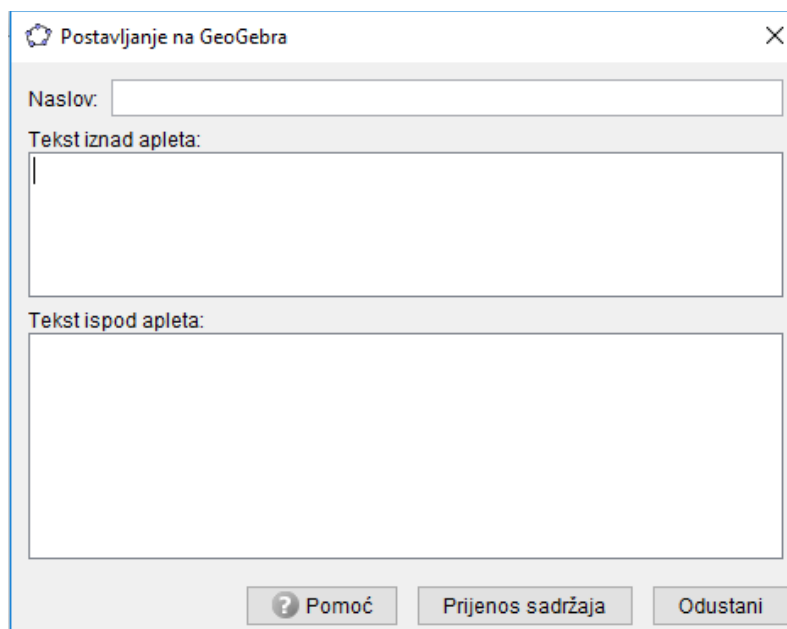 Postavljanje na GeoGebra
Naslov:
Tekst iznad apleta:
Tekst ispod apleta:
Pomoć Prijenos sadržaja Odustani